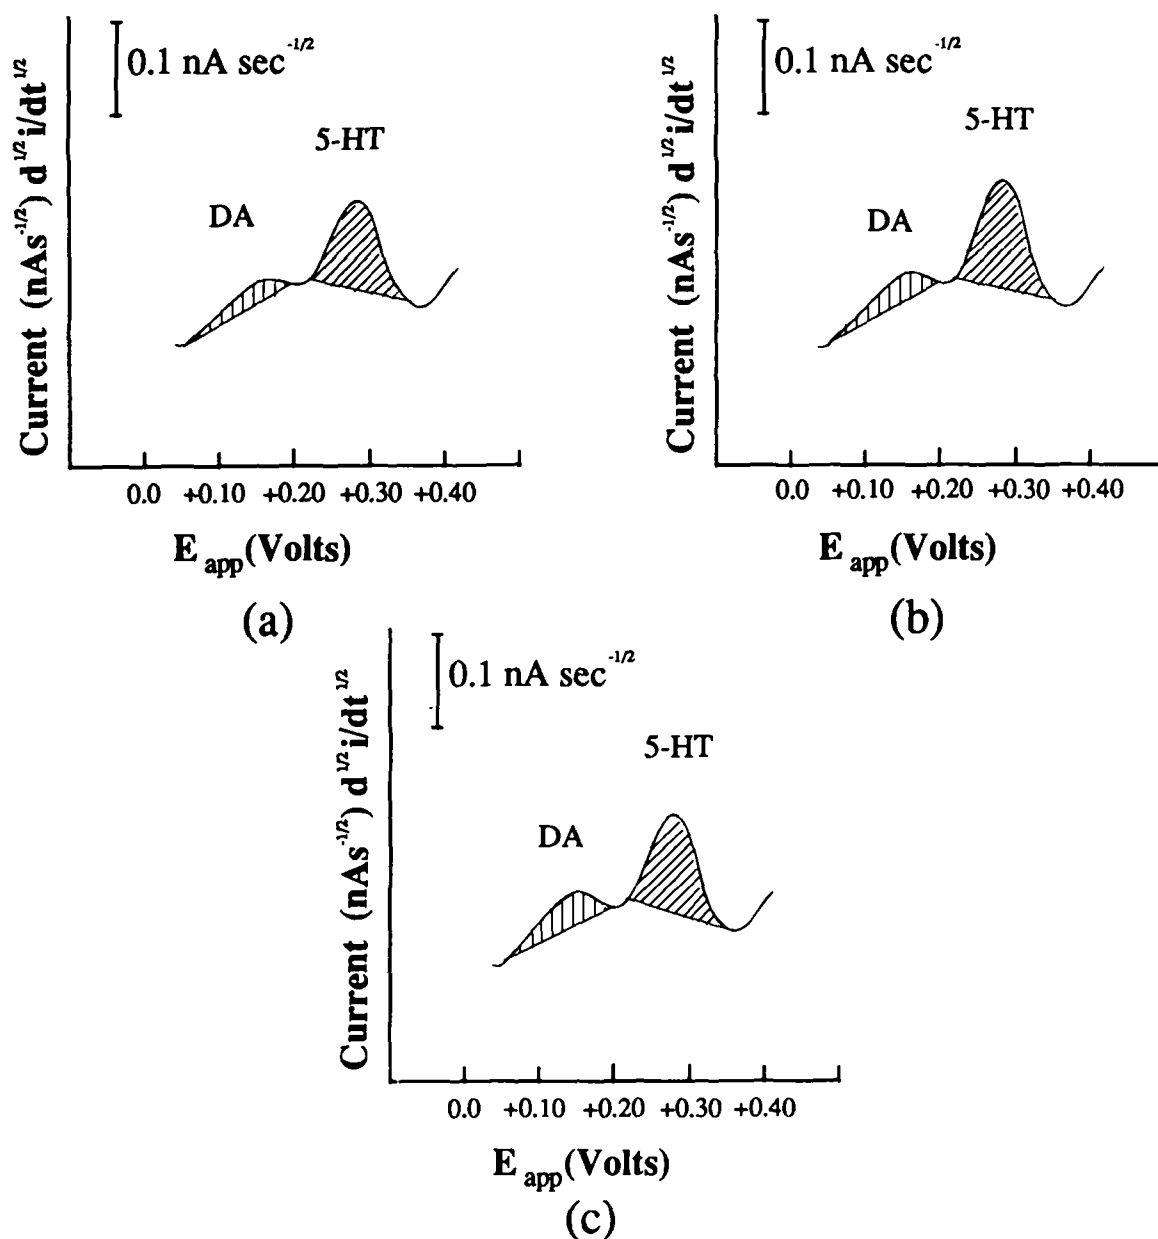 0.1 nA sec^-1/2
5-HT
DA
Current (nAs^-1/2) d^1/2 i/dt^1/2
0.0 +0.10 +0.20 +0.30 +0.40
E app (Volts)
(a)
0.1 nA sec^-1/2
5-HT
DA
Current (nAs^-1/2) d^1/2 i/dt^1/2
0.0 +0.10 +0.20 +0.30 +0.40
E app (Volts)
(b)
0.1 nA sec^-1/2
5-HT
DA
Current (nAs^-1/2) d^1/2 i/dt^1/2
0.0 +0.10 +0.20 +0.30 +0.40
E app (Volts)
(c)